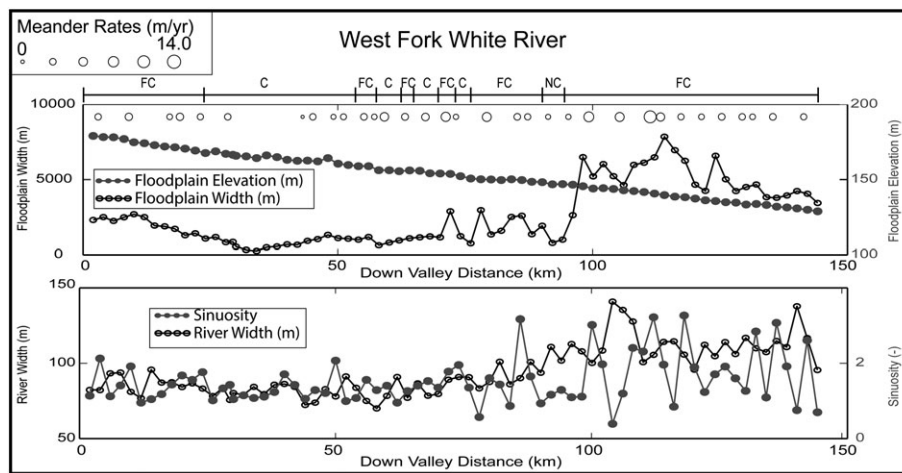 Meander Rates (m/yr)
0 14.0
West Fork White River
FC C FC C FC C FC C FC NC FC
10000 200
Floodplain Width (m)
5000 150
Floodplain Elevation (m)
0 100
Floodplain Elevation (m)
Floodplain Width (m)
0 50 100 150
Down Valley Distance (km)
150 4
River Width (m)
100 2
Sinuosity (-)
50 0
Sinuosity
River Width (m)
0 50 100 150
Down Valley Distance (km)